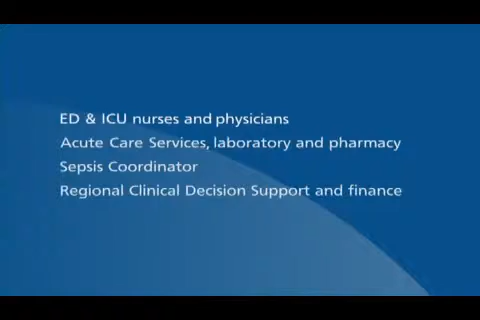 ED & ICU nurses and physicians
Acute Care Services, laboratory and pharmacy
Sepsis Coordinator
Regional Clinical Decision Support and finance